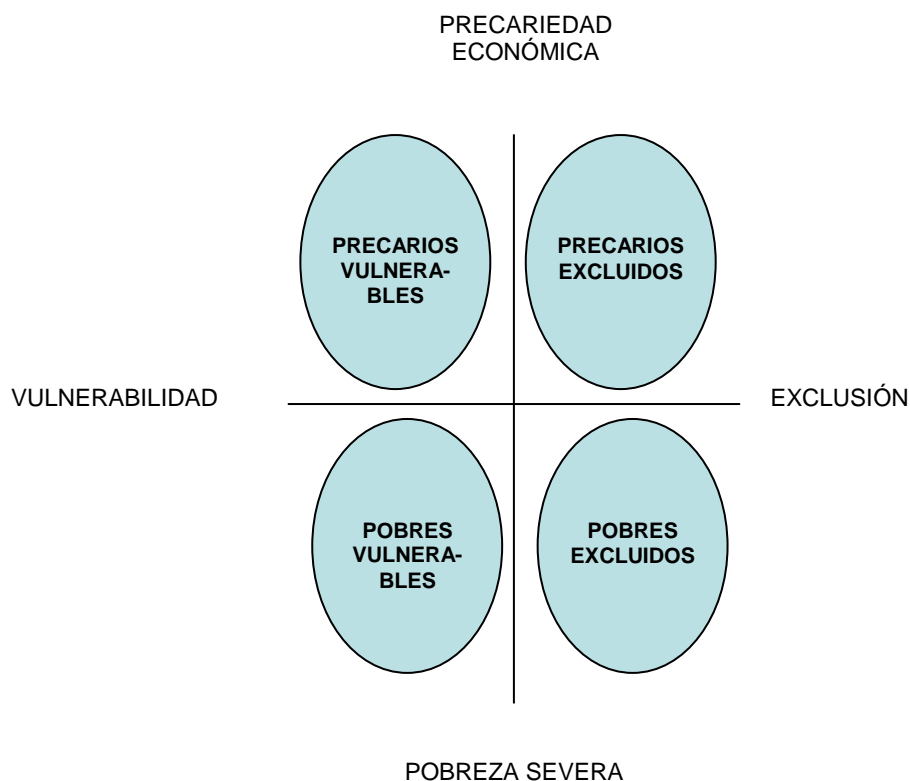 PRECARIEDAD
ECONÓMICA
PRECARIOS
VULNERA-
BLES
PRECARIOS
EXCLUIDOS
VULNERABILIDAD
EXCLUSIÓN
POBRES
VULNERA-
BLES
POBRES
EXCLUIDOS
POBREZA SEVERA